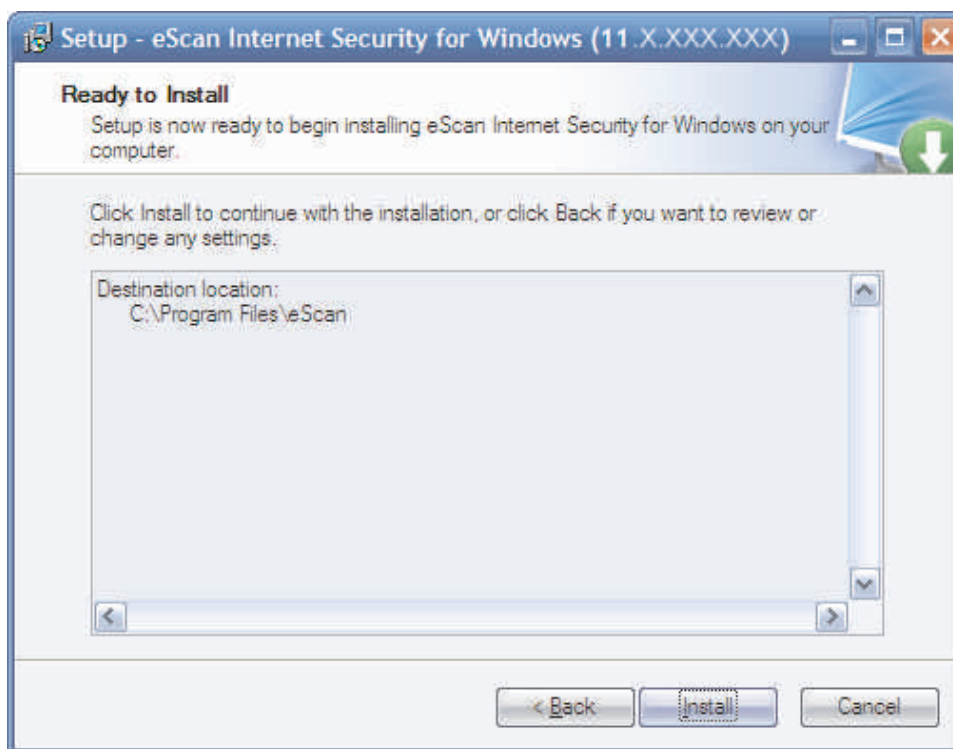 Setup - eScan Internet Security for Windows (11.X.XXX.XXX)
Ready to Install
Setup is now ready to begin installing eScan Internet Security for Windows on your
computer.
Click Install to continue with the installation, or click Back if you want to review or
change any settings.
Destination location:
C:\Program Files\eScan
< Back
Install
Cancel